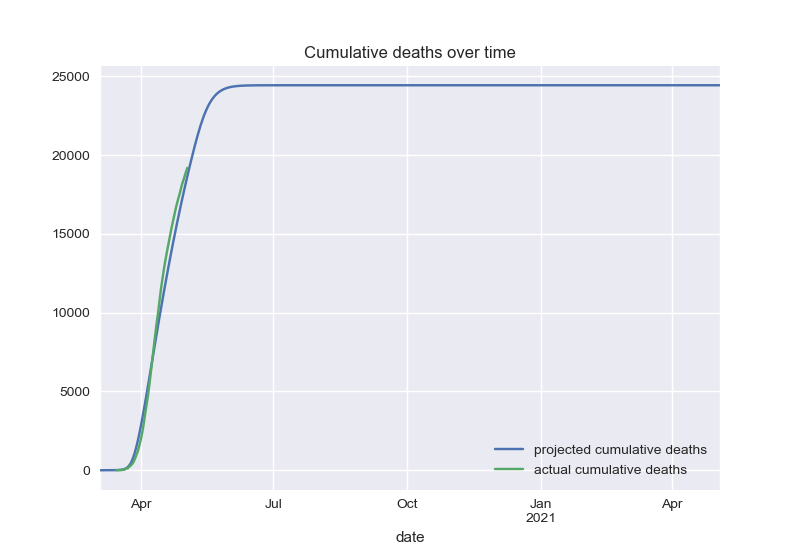 Cumulative deaths over time
25000
20000
15000
10000
5000
0
projected cumulative deaths
actual cumulative deaths
Apr Jul Oct Jan Apr
2021
date